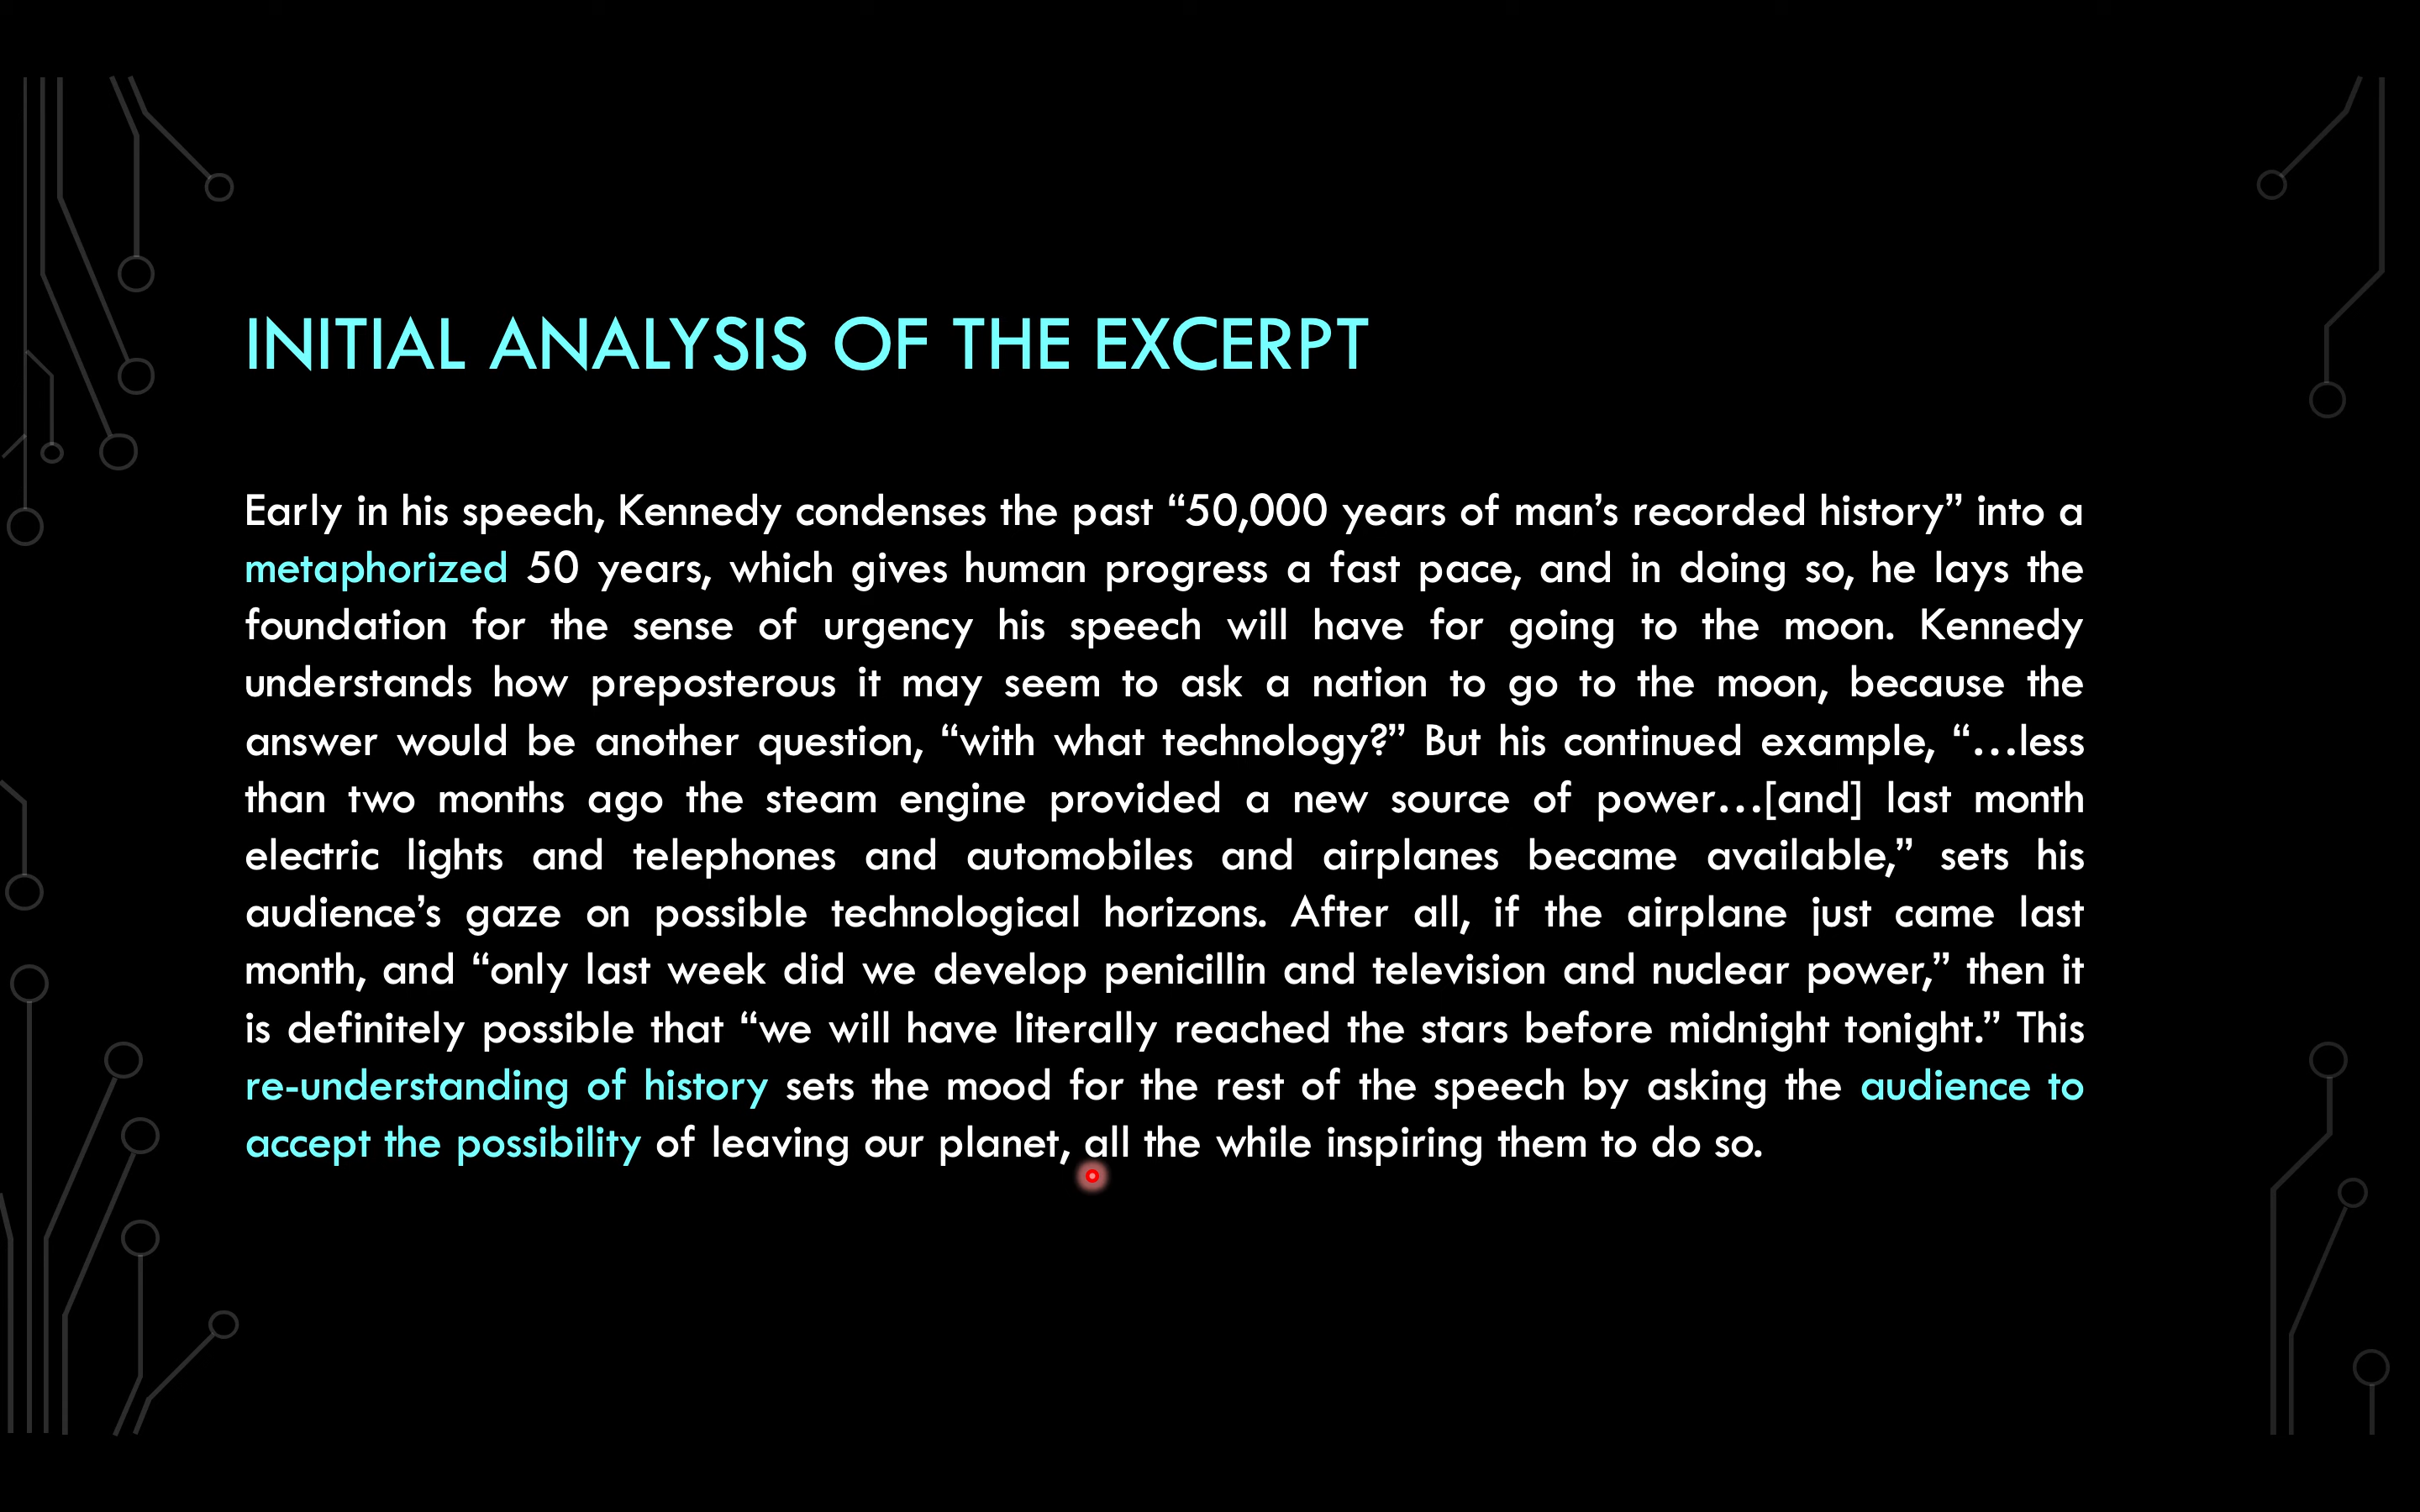 INITIAL ANALYSIS OF THE EXCERPT
Early in his speech, Kennedy condenses the past “50,000 years of man’s recorded history” into a
metaphorized 50 years, which gives human progress a fast pace, and in doing so, he lays the
foundation for the sense of urgency his speech will have for going to the moon. Kennedy
understands how preposterous it may seem to ask a nation to go to the moon, because the
answer would be another question, “with what technology?” But his continued example, “…less
than two months ago the steam engine provided a new source of power…[and] last month
electric lights and telephones and automobiles and airplanes became available,” sets his
audience’s gaze on possible technological horizons. After all, if the airplane just came last
month, and “only last week did we develop penicillin and television and nuclear power,” then it
is definitely possible that “we will have literally reached the stars before midnight tonight.” This
re-understanding of history sets the mood for the rest of the speech by asking the audience to
accept the possibility of leaving our planet, all the while inspiring them to do so.